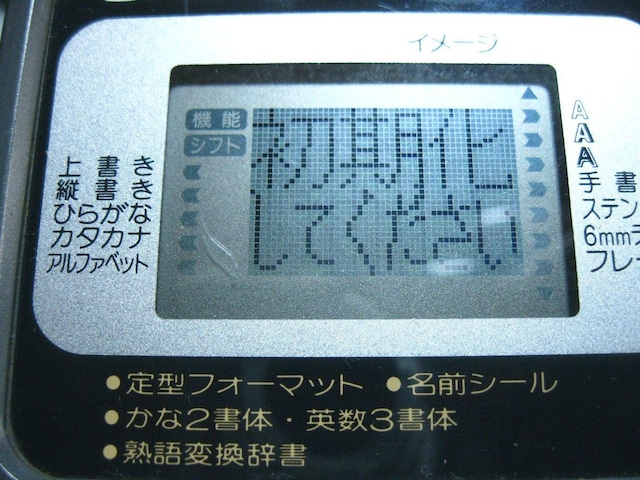 イメージ
機能
シフト
初期化
してください
上書き
縦書き
ひらがな
カタカナ
アルファベット
AAA
手書
ステン
6mmテ
フレー
●定型フォーマット ●名前シール
●かな2書体・英数3書体
●熟語変換辞書